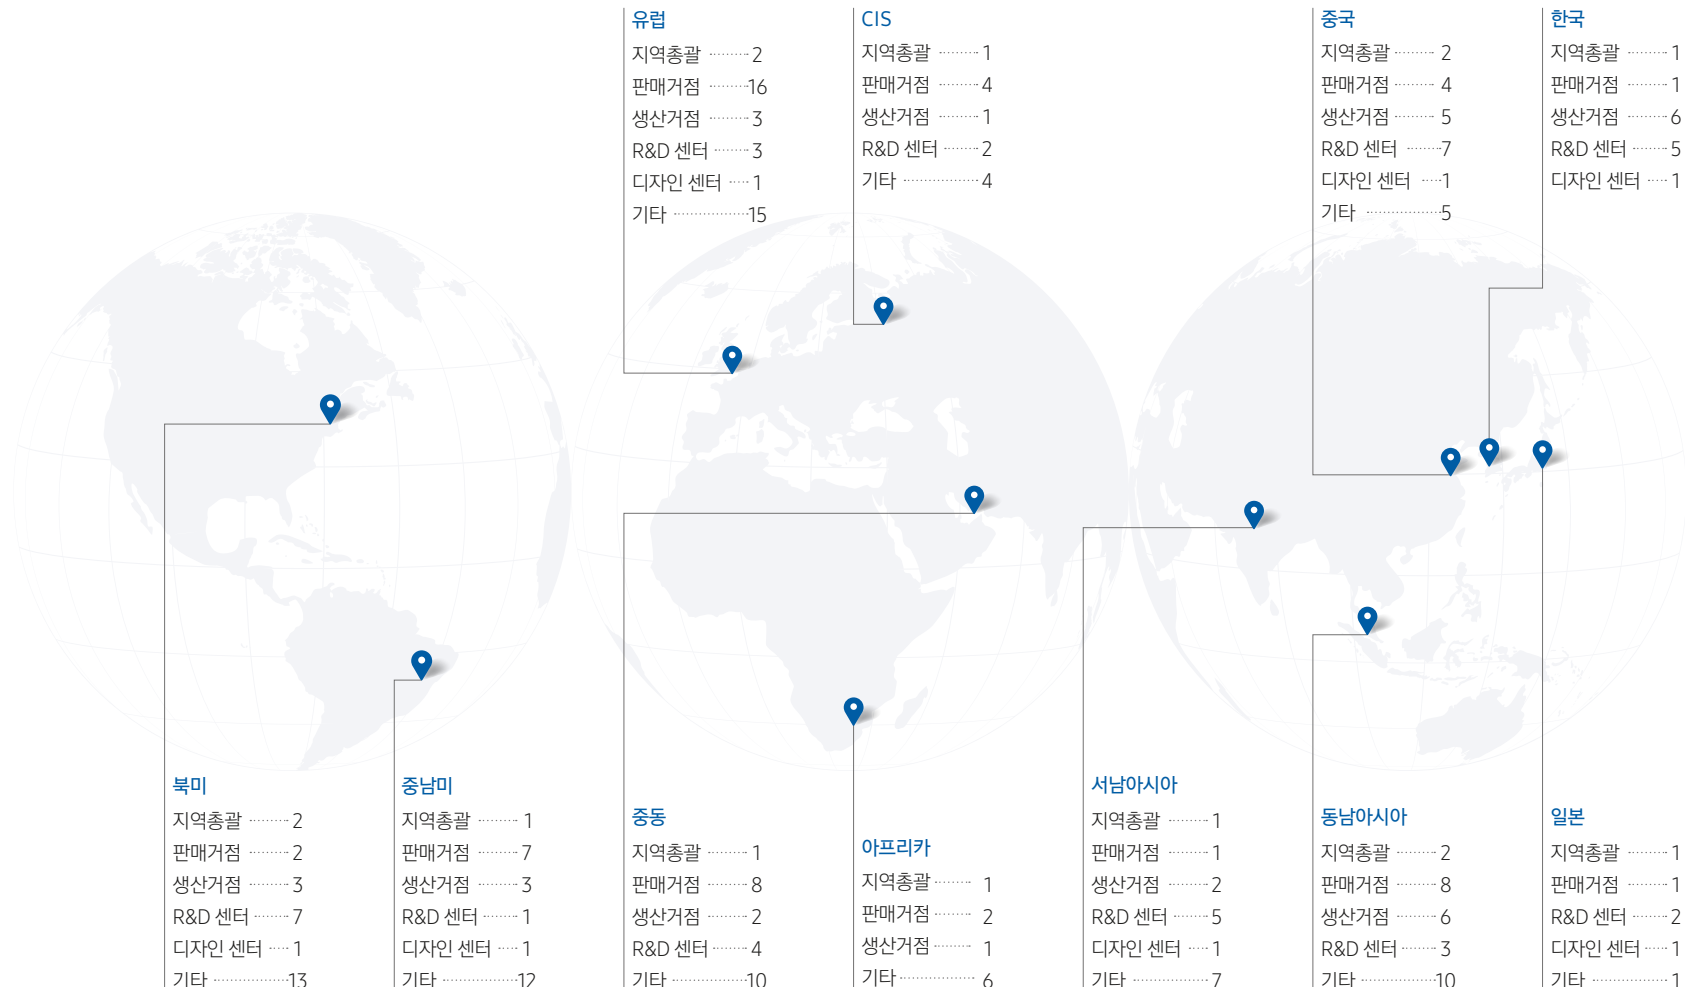 유럽
지역총괄 2
판매거점 16
생산거점 3
R&D 센터 3
디자인 센터 1
기타 15
CIS
지역총괄 1
판매거점 4
생산거점 1
R&D 센터 2
기타 4
중국
지역총괄 2
판매거점 4
생산거점 5
R&D 센터 7
디자인 센터 1
기타 5
한국
지역총괄 1
판매거점 1
생산거점 6
R&D 센터 5
디자인 센터 1
북미
지역총괄 2
판매거점 2
생산거점 3
R&D 센터 7
디자인 센터 1
기타 13
중남미
지역총괄 1
판매거점 7
생산거점 3
R&D 센터 1
디자인 센터 1
기타 12
중동
지역총괄 1
판매거점 8
생산거점 2
R&D 센터 4
기타 10
아프리카
지역총괄 1
판매거점 2
생산거점 1
기타 6
서남아시아
지역총괄 1
판매거점 1
생산거점 2
R&D 센터 5
디자인 센터 1
기타 7
동남아시아
지역총괄 2
판매거점 8
생산거점 6
R&D 센터 3
기타 10
일본
지역총괄 1
판매거점 1
R&D 센터 2
디자인 센터 1
기타 1